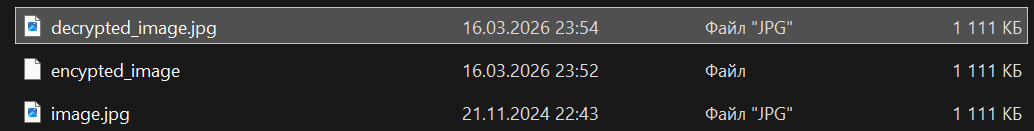 decrypted_image.jpg 16.03.2026 23:54 Файл "JPG" 1 111 КБ
encypted_image 16.03.2026 23:52 Файл 1 111 КБ
image.jpg 21.11.2024 22:43 Файл "JPG" 1 111 КБ